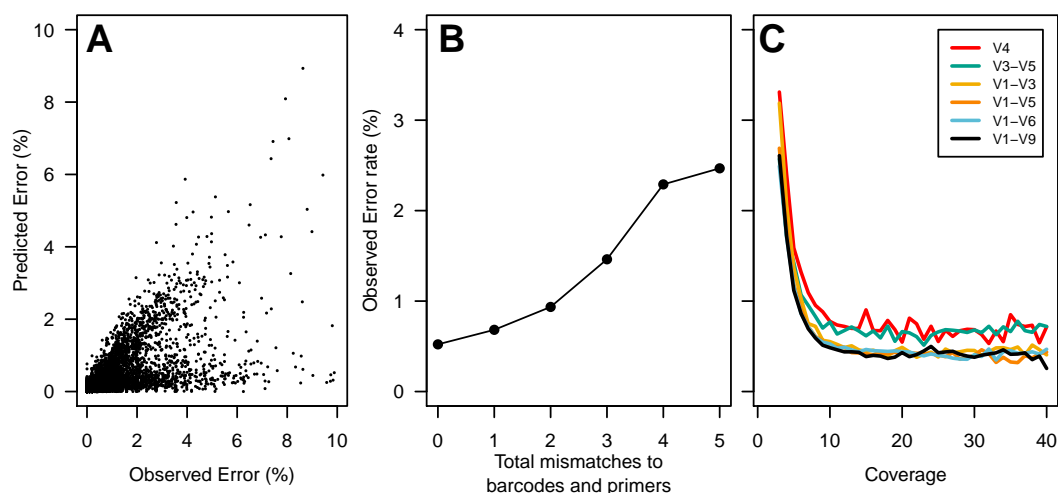 A
Predicted Error (%)
10
8
6
4
2
0
0 2 4 6 8 10
Observed Error (%)
B
Observed Error rate (%)
4
3
2
1
0
0 1 2 3 4 5
Total mismatches to
barcodes and primers
C
V4
V3−V5
V1−V3
V1−V5
V1−V6
V1−V9
0 10 20 30 40
Coverage